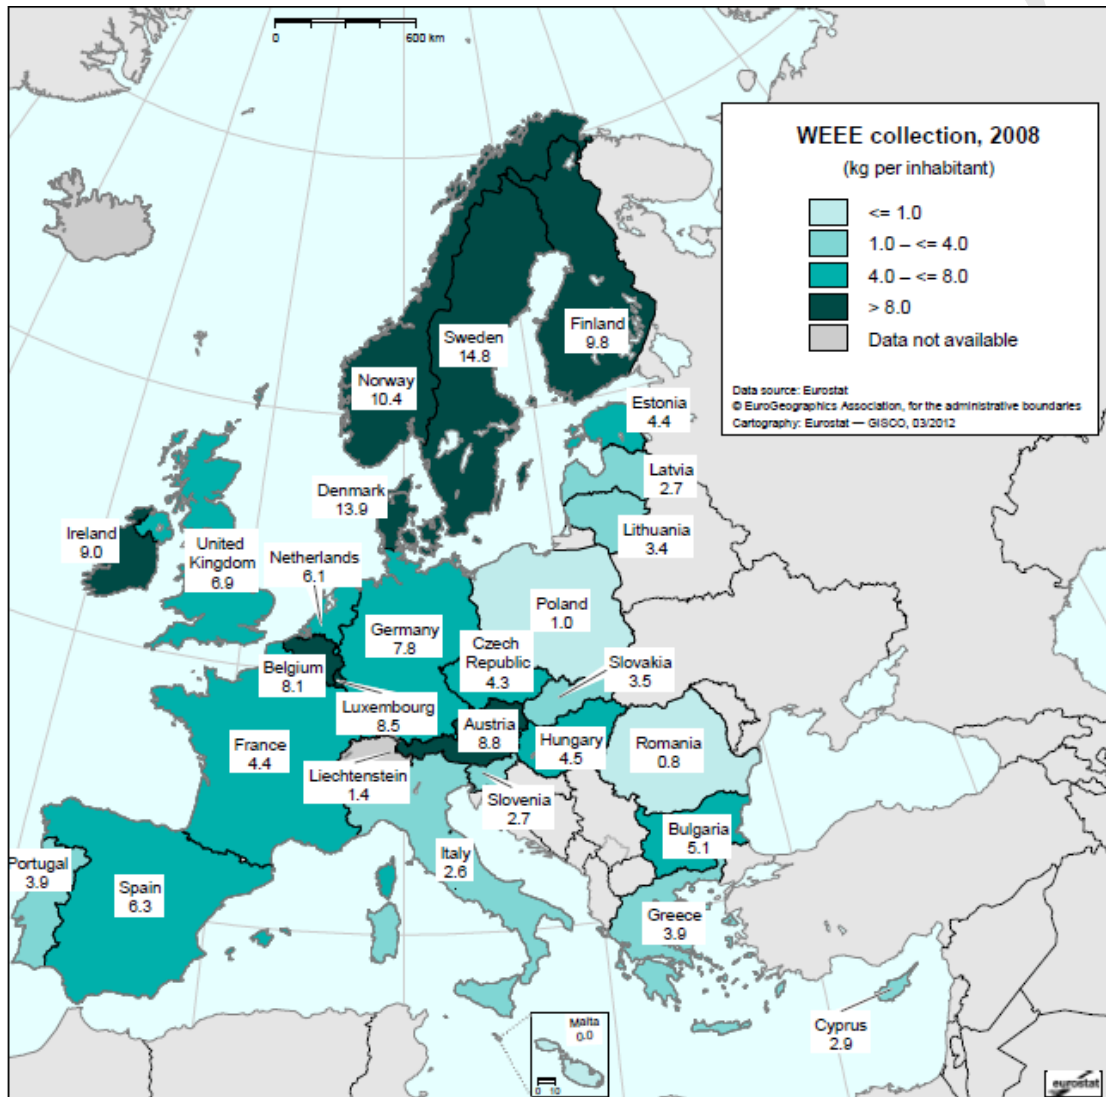 0 600 km
WEEE collection, 2008
(kg per inhabitant)
<= 1.0
1.0 – <= 4.0
4.0 – <= 8.0
> 8.0
Data not available
Data source: Eurostat
© EuroGeographics Association, for the administrative boundaries
Cartography: Eurostat — GISCO, 03/2012
Finland
9.8
Sweden
14.8
Norway
10.4
Estonia
4.4
Latvia
2.7
Denmark
13.9
Lithuania
3.4
Ireland
9.0
United
Kingdom
6.9
Netherlands
6.1
Poland
1.0
Germany
7.8
Czech
Republic
4.3
Slovakia
3.5
Belgium
8.1
Luxembourg
8.5
Austria
8.8
Hungary
4.5
Romania
0.8
France
4.4
Liechtenstein
1.4
Slovenia
2.7
Bulgaria
5.1
Portugal
3.9
Spain
6.3
Italy
2.6
Greece
3.9
Cyprus
2.9
Malta
0.0
0 10
eurostat